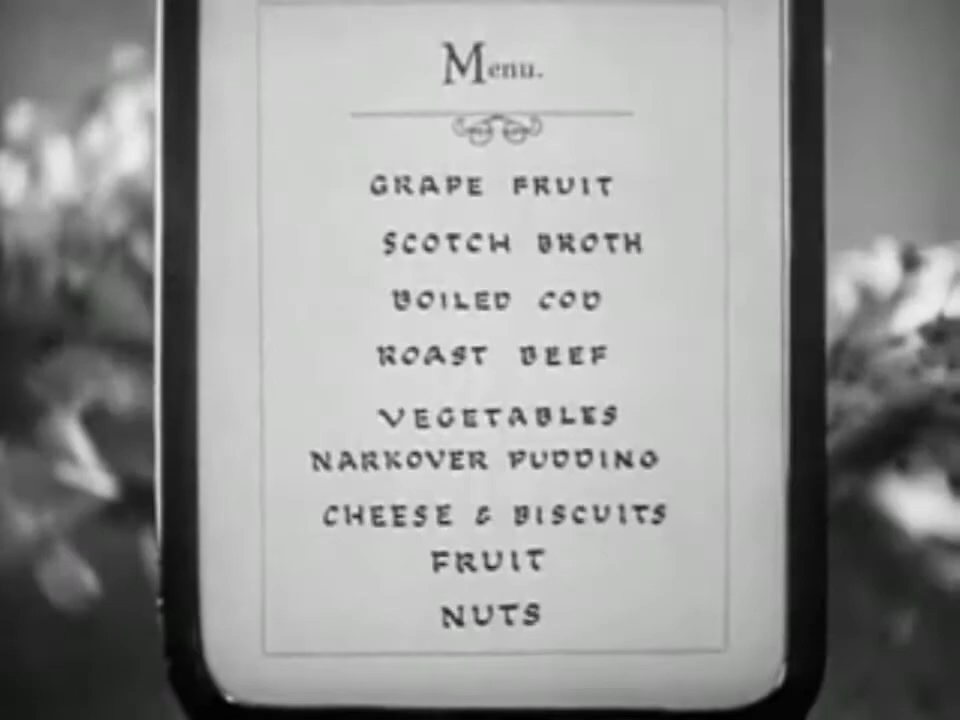 Menu.
GRAPE FRUIT
SCOTCH BROTH
BOILED COD
ROAST BEEF
VEGETABLES
NARKOVER PUDDING
CHEESE & BISCUITS
FRUIT
NUTS